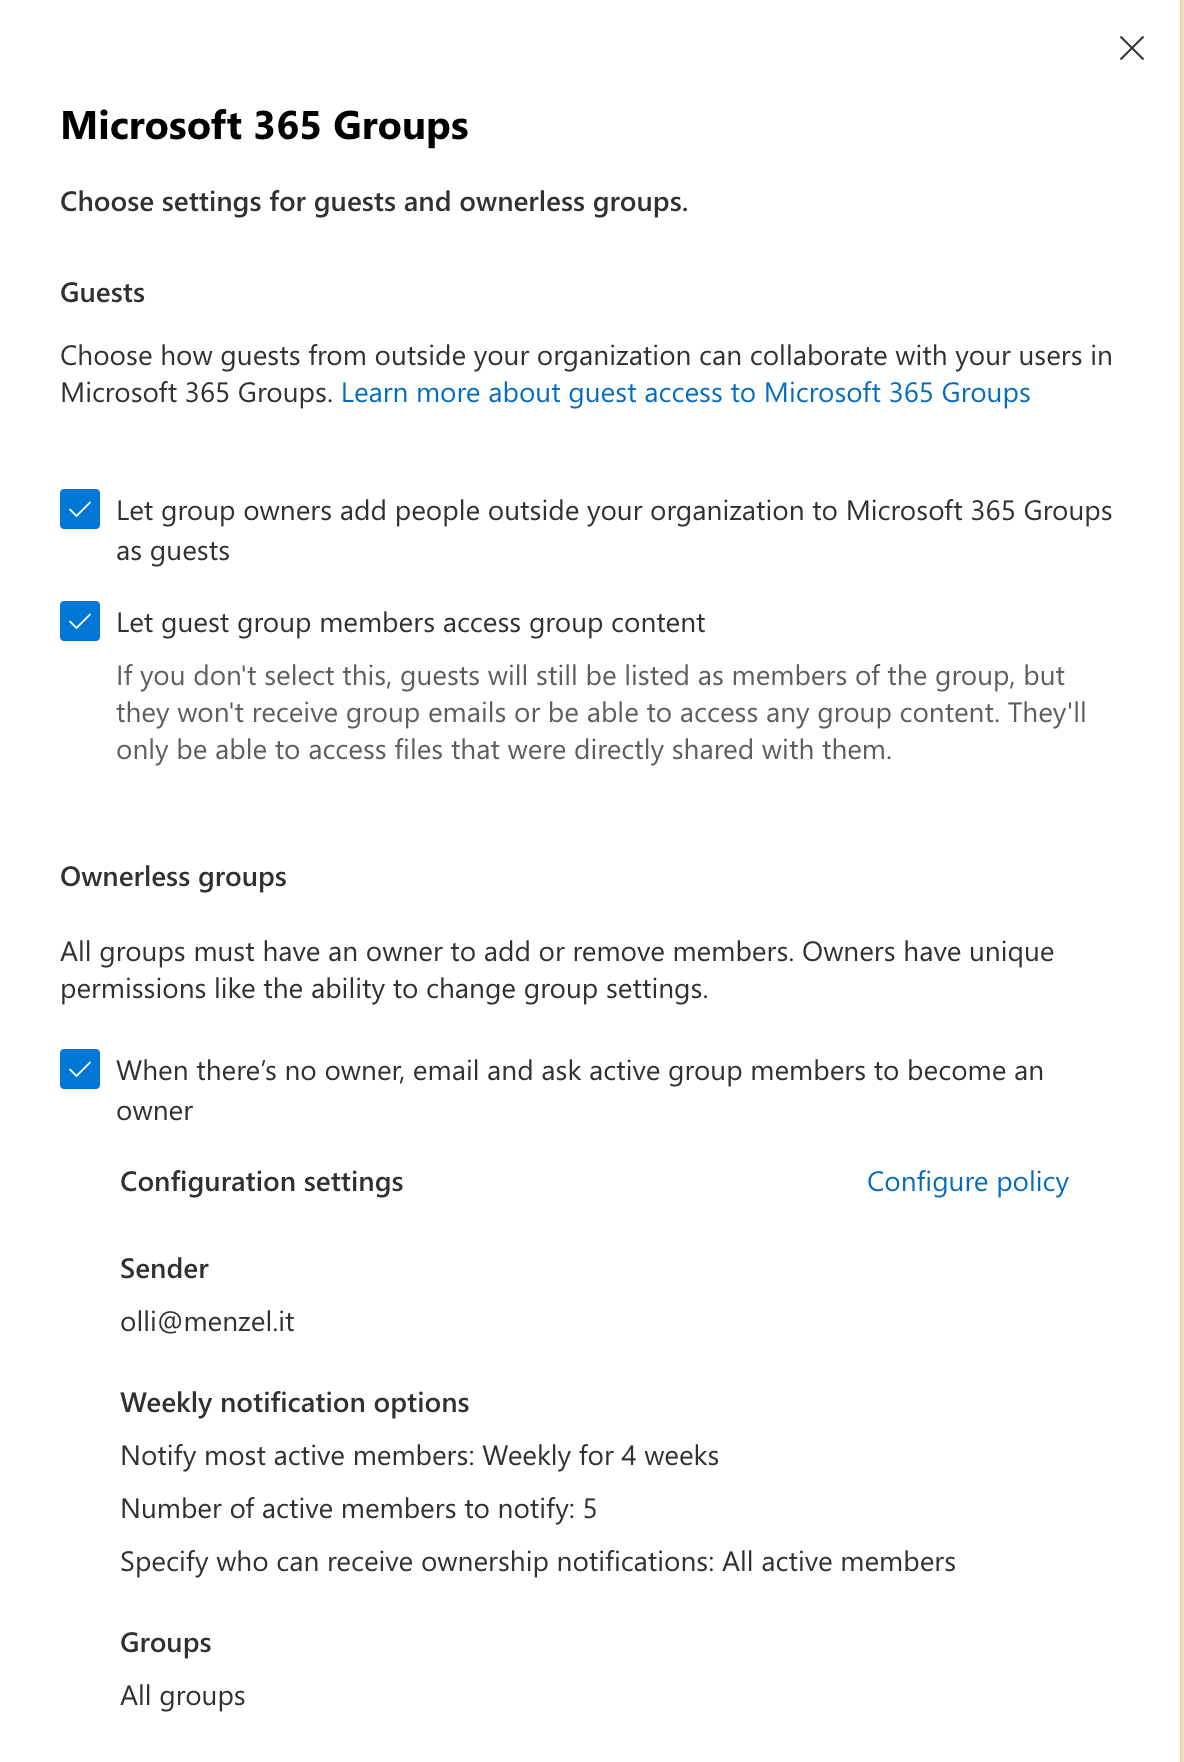 Microsoft 365 Groups
Choose settings for guests and ownerless groups.
Guests
Choose how guests from outside your organization can collaborate with your users in
Microsoft 365 Groups. Learn more about guest access to Microsoft 365 Groups
Let group owners add people outside your organization to Microsoft 365 Groups
as guests
Let guest group members access group content
If you don't select this, guests will still be listed as members of the group, but
they won't receive group emails or be able to access any group content. They'll
only be able to access files that were directly shared with them.
Ownerless groups
All groups must have an owner to add or remove members. Owners have unique
permissions like the ability to change group settings.
When there’s no owner, email and ask active group members to become an
owner
Configuration settings Configure policy
Sender
olli@menzel.it
Weekly notification options
Notify most active members: Weekly for 4 weeks
Number of active members to notify: 5
Specify who can receive ownership notifications: All active members
Groups
All groups